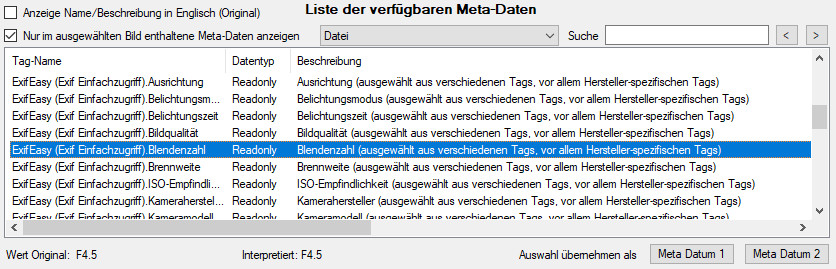 Anzeige Name/Beschreibung in Englisch (Original) Liste der verfügbaren Meta-Daten
Nur im ausgewählten Bild enthaltene Meta-Daten anzeigen Datei Suche < >
Tag-Name Datentyp Beschreibung
ExifEasy (Exif Einfachzugriff).Ausrichtung Readonly Ausrichtung (ausgewählt aus verschiedenen Tags, vor allem Hersteller-spezifischen Tags)
ExifEasy (Exif Einfachzugriff).Belichtungsm... Readonly Belichtungsmodus (ausgewählt aus verschiedenen Tags, vor allem Hersteller-spezifischen Tags)
ExifEasy (Exif Einfachzugriff).Belichtungszeit Readonly Belichtungszeit (ausgewählt aus verschiedenen Tags, vor allem Hersteller-spezifischen Tags)
ExifEasy (Exif Einfachzugriff).Bildqualität Readonly Bildqualität (ausgewählt aus verschiedenen Tags, vor allem Hersteller-spezifischen Tags)
ExifEasy (Exif Einfachzugriff).Blendenzahl Readonly Blendenzahl (ausgewählt aus verschiedenen Tags, vor allem Hersteller-spezifischen Tags)
ExifEasy (Exif Einfachzugriff).Brennweite Readonly Brennweite (ausgewählt aus verschiedenen Tags, vor allem Hersteller-spezifischen Tags)
ExifEasy (Exif Einfachzugriff).ISO-Empfindli... Readonly ISO-Empfindlichkeit (ausgewählt aus verschiedenen Tags, vor allem Hersteller-spezifischen Tags)
ExifEasy (Exif Einfachzugriff).Kameraherstel... Readonly Kamerahersteller (ausgewählt aus verschiedenen Tags, vor allem Hersteller-spezifischen Tags)
ExifEasy (Exif Einfachzugriff).Kameramodell Readonly Kameramodell (ausgewählt aus verschiedenen Tags, vor allem Hersteller-spezifischen Tags)
Wert Original: F4.5 Interpretiert: F4.5 Auswahl übernehmen als Meta Datum 1 Meta Datum 2